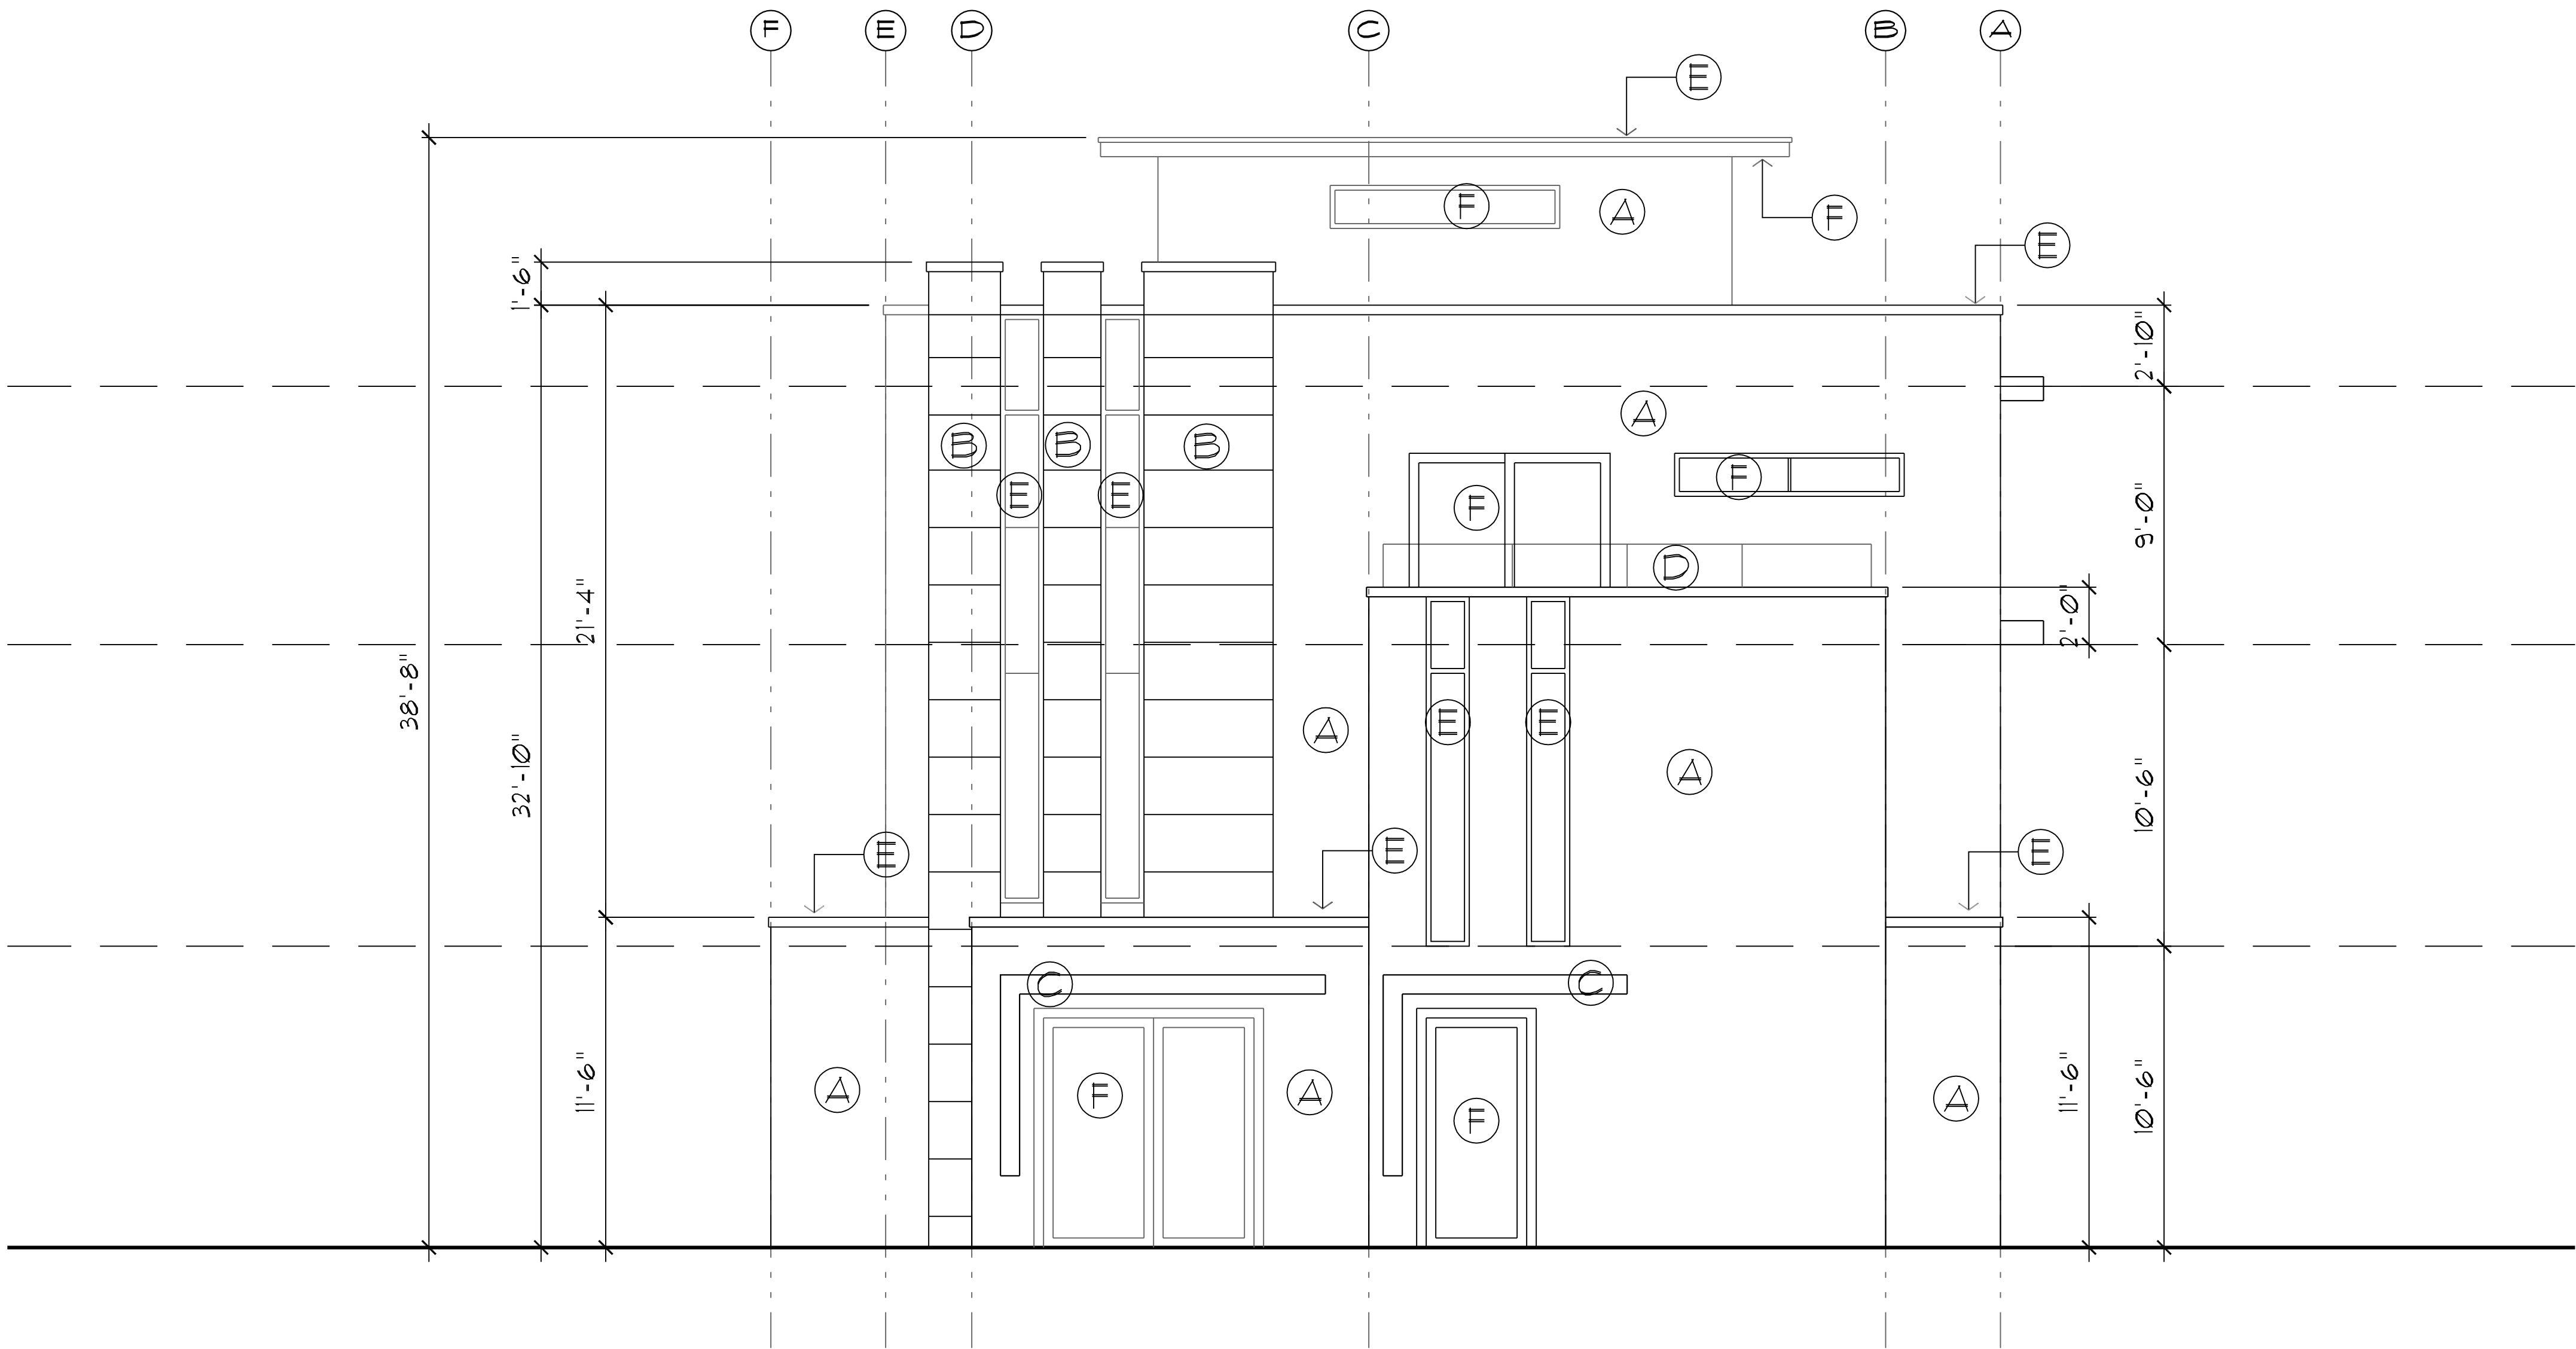 F E D C B A
E
F A F
E
1'-6"
2'-10"
A
B B B
F
E E F
9'-0"
D
21'-4"
2'-0"
38'-8"
E E
A
A
32'-10"
10'-6"
E E E
C C
11'-6"
A F A F A
11'-6"
10'-6"